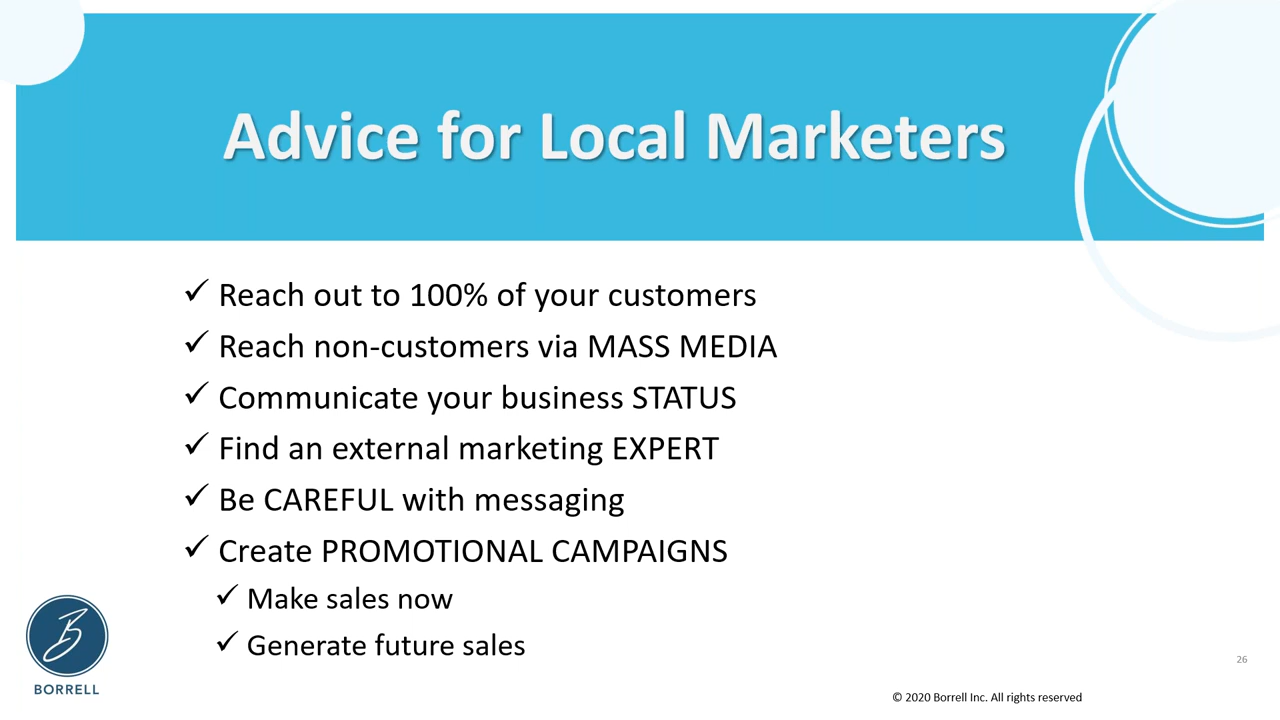 Advice for Local Marketers
✓ Reach out to 100% of your customers
✓ Reach non-customers via MASS MEDIA
✓ Communicate your business STATUS
✓ Find an external marketing EXPERT
✓ Be CAREFUL with messaging
✓ Create PROMOTIONAL CAMPAIGNS
✓ Make sales now
✓ Generate future sales
B
BORRELL
26
© 2020 Borrell Inc. All rights reserved